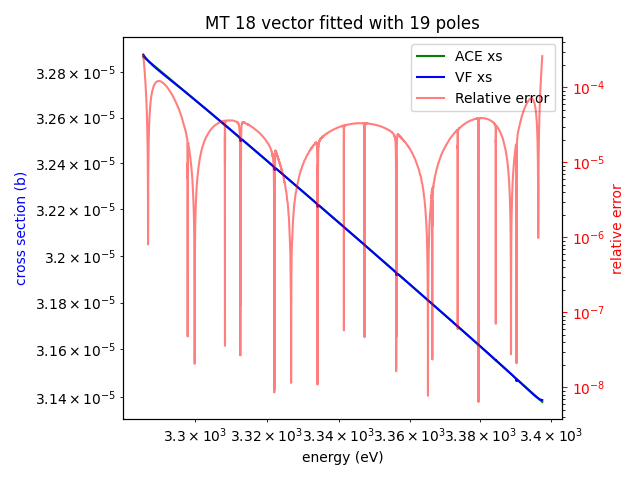 MT 18 vector fitted with 19 poles
ACE xs
VF xs
Relative error
cross section (b)
3.28 × 10⁻⁵
3.26 × 10⁻⁵
3.24 × 10⁻⁵
3.22 × 10⁻⁵
3.2 × 10⁻⁵
3.18 × 10⁻⁵
3.16 × 10⁻⁵
3.14 × 10⁻⁵
10⁻⁴
10⁻⁵
10⁻⁶
10⁻⁷
10⁻⁸
relative error
3.3 × 10³ 3.32 × 10³ 3.34 × 10³ 3.36 × 10³ 3.38 × 10³ 3.4 × 10³
energy (eV)